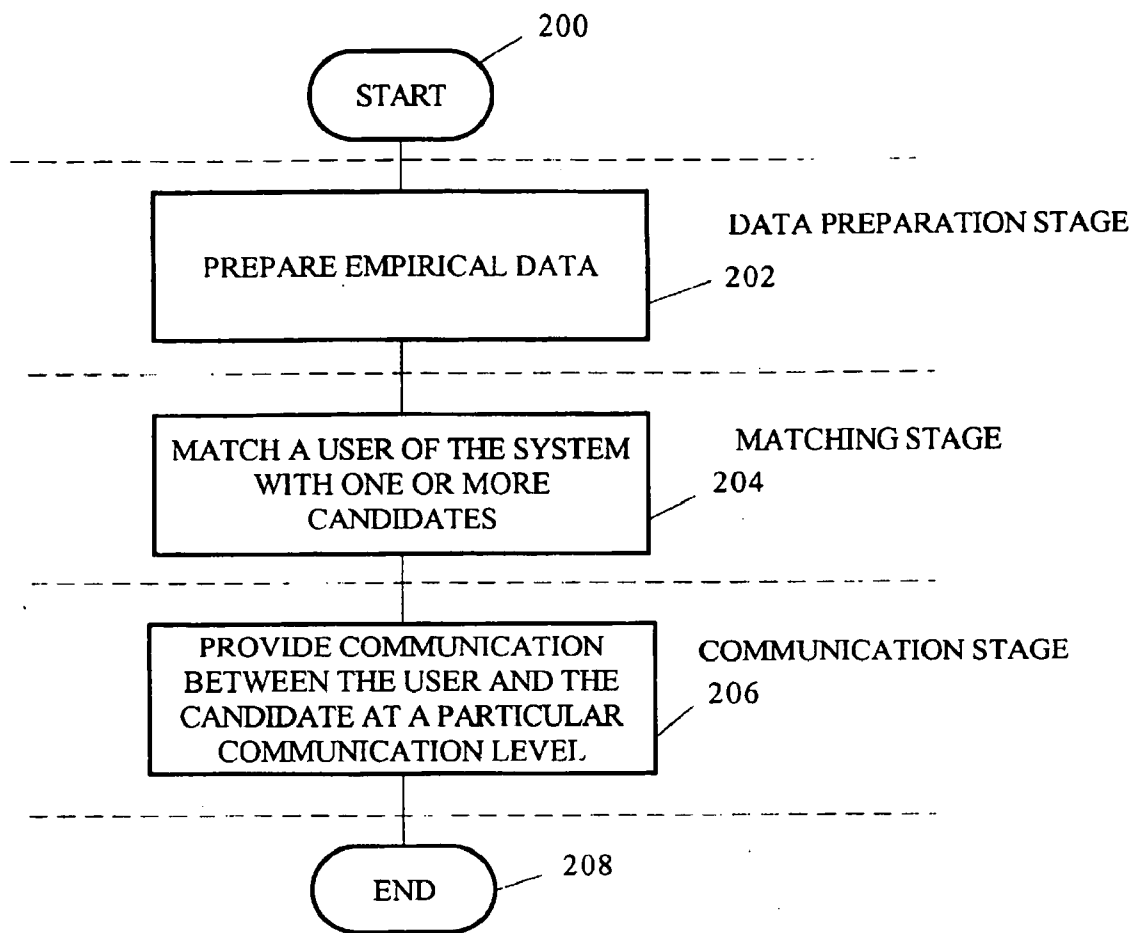 200
START
PREPARE EMPIRICAL DATA
DATA PREPARATION STAGE
202
MATCH A USER OF THE SYSTEM
WITH ONE OR MORE
CANDIDATES
MATCHING STAGE
204
PROVIDE COMMUNICATION
BETWEEN THE USER AND THE
CANDIDATE AT A PARTICULAR
COMMUNICATION LEVEL
COMMUNICATION STAGE
206
END
208